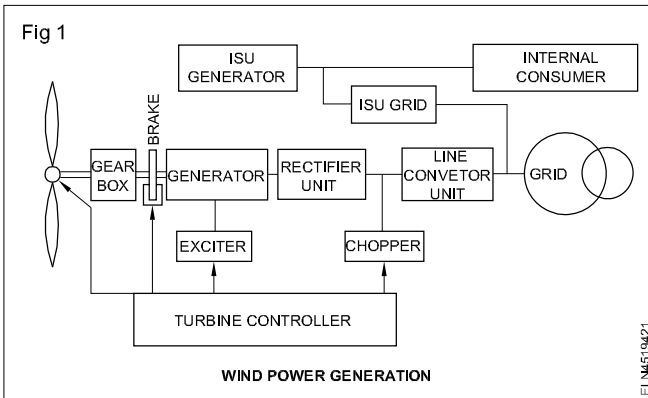 Fig 1
ISU
GENERATOR
INTERNAL
CONSUMER
ISU GRID
BRAKE
GEAR
BOX
GENERATOR
RECTIFIER
UNIT
LINE
CONVETOR
UNIT
GRID
EXCITER
CHOPPER
TURBINE CONTROLLER
WIND POWER GENERATION
ELN4519421